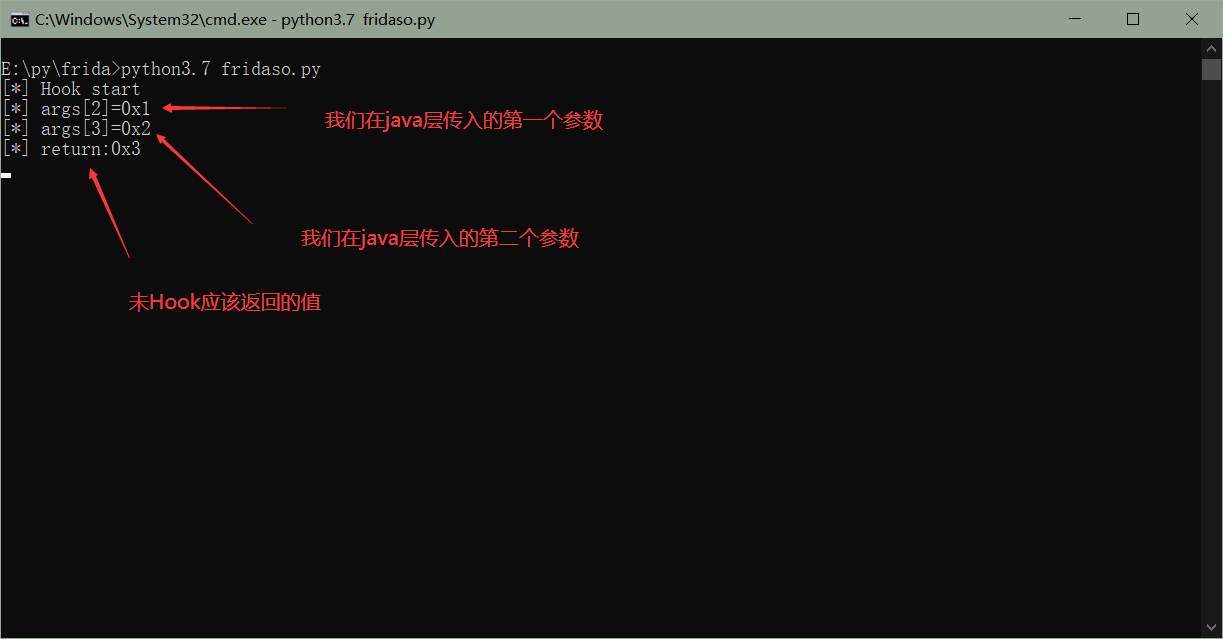 C:\Windows\System32\cmd.exe - python3.7 fridaso.py
E:\py\frida>python3.7 fridaso.py
[*] Hook start
[*] args[2]=0x1
我们在java层传入的第一个参数
[*] args[3]=0x2
[*] return:0x3
我们在java层传入的第二个参数
未Hook应该返回的值